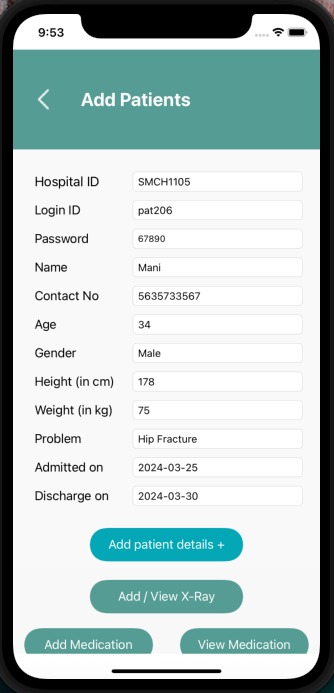 9:53
Add Patients
Hospital ID SMCH1105
Login ID pat206
Password 67890
Name Mani
Contact No 5635733567
Age 34
Gender Male
Height (in cm) 178
Weight (in kg) 75
Problem Hip Fracture
Admitted on 2024-03-25
Discharge on 2024-03-30
Add patient details +
Add / View X-Ray
Add Medication View Medication